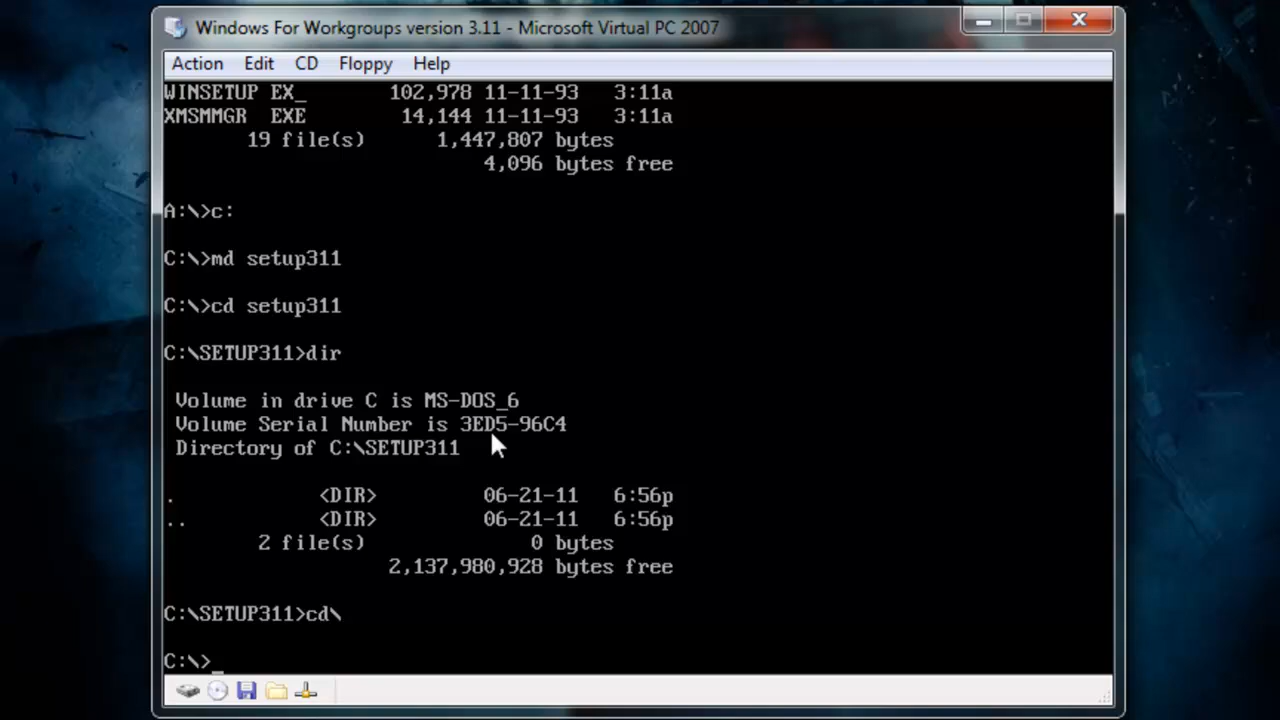 Windows For Workgroups version 3.11 - Microsoft Virtual PC 2007
Action Edit CD Floppy Help
WINSETUP EX_ 102,978 11-11-93 3:11a
XMSMMGR EXE 14,144 11-11-93 3:11a
19 file(s) 1,447,807 bytes
4,096 bytes free
A:\>c:
C:\>md setup311
C:\>cd setup311
C:\SETUP311>dir
Volume in drive C is MS-DOS_6
Volume Serial Number is 3ED5-96C4
Directory of C:\SETUP311
. <DIR> 06-21-11 6:56p
.. <DIR> 06-21-11 6:56p
2 file(s) 0 bytes
2,137,980,928 bytes free
C:\SETUP311>cd\
C:\>_